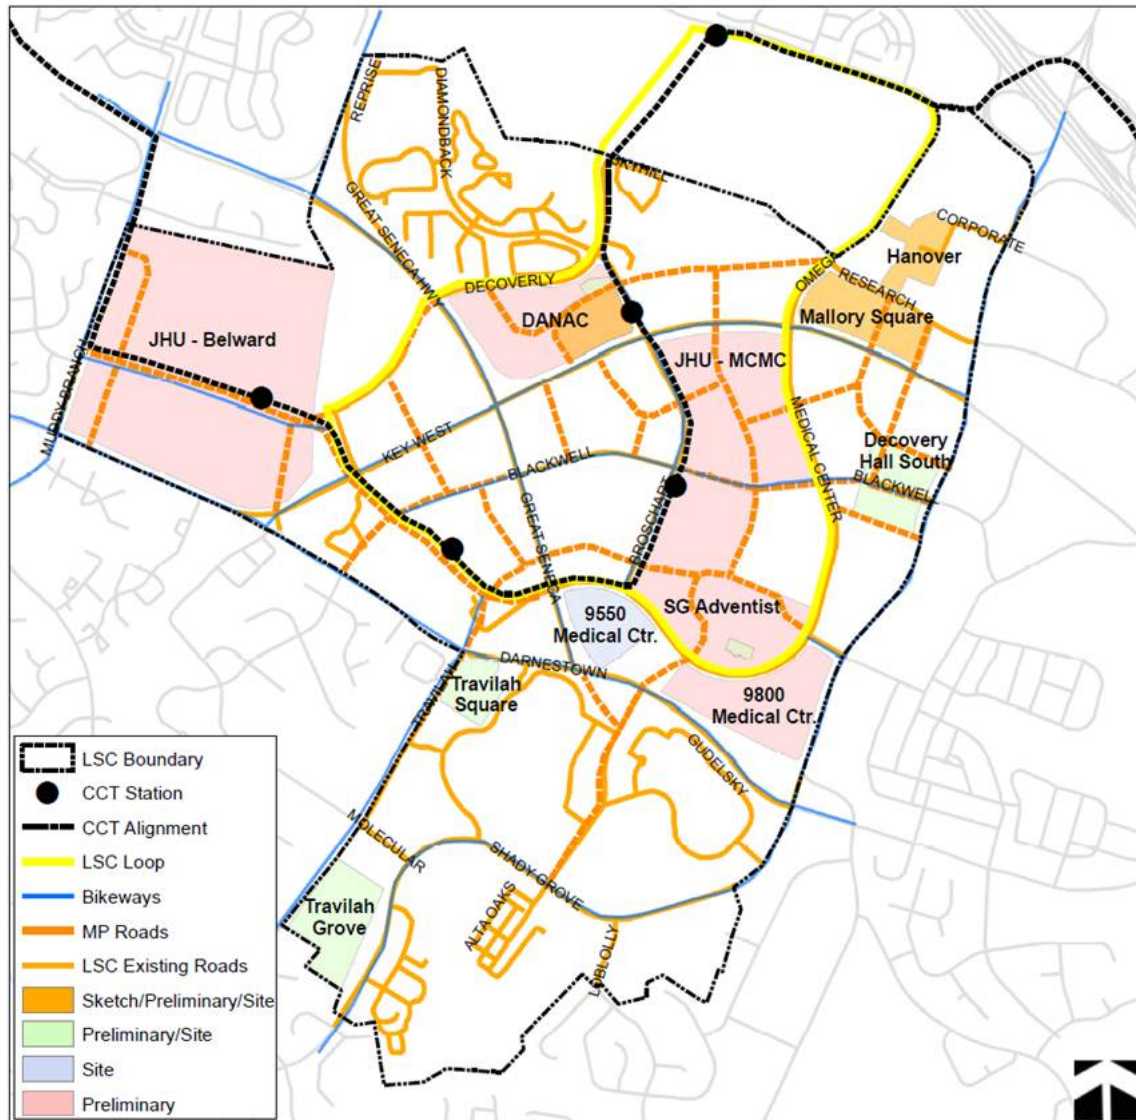 REPRISE
DIAMONDBACK
SKYHILL
CORPORATE
GREAT SENECA HWY
Hanover
OMEGA
RESEARCH
DECOVERLY
Mallory Square
DANAC
JHU - Belward
JHU - MCMC
MUDDY BRANCH
MEDICAL CENTER
KEY WEST
Decovery
Hall South
BLACKWELL
BLACKWELL
GREAT SENECA
BROSCHART
SG Adventist
9550
Medical Ctr.
DARNESTOWN
TRAVILAH
Travilah
Square
9800
Medical Ctr.
GUDELSKY
MOLECULAR
SHADY GROVE
ALTA OAKS
Travilah
Grove
LOBLOLLY
LSC Boundary
CCT Station
CCT Alignment
LSC Loop
Bikeways
MP Roads
LSC Existing Roads
Sketch/Preliminary/Site
Preliminary/Site
Site
Preliminary